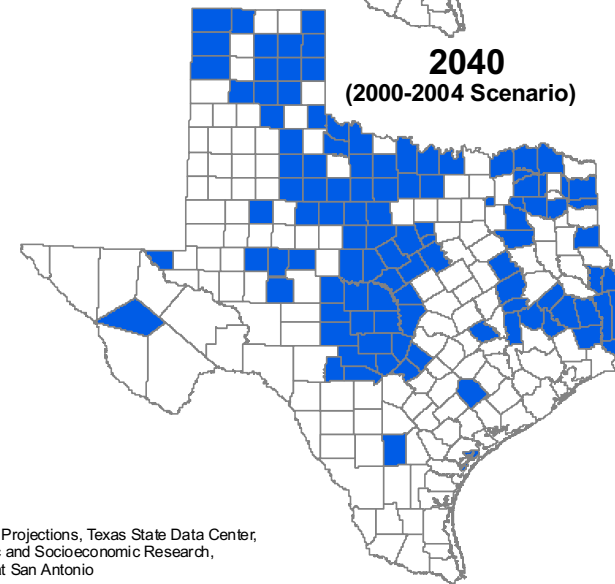 2040
(2000-2004 Scenario)
Projections, Texas State Data Center,
and Socioeconomic Research,
San Antonio